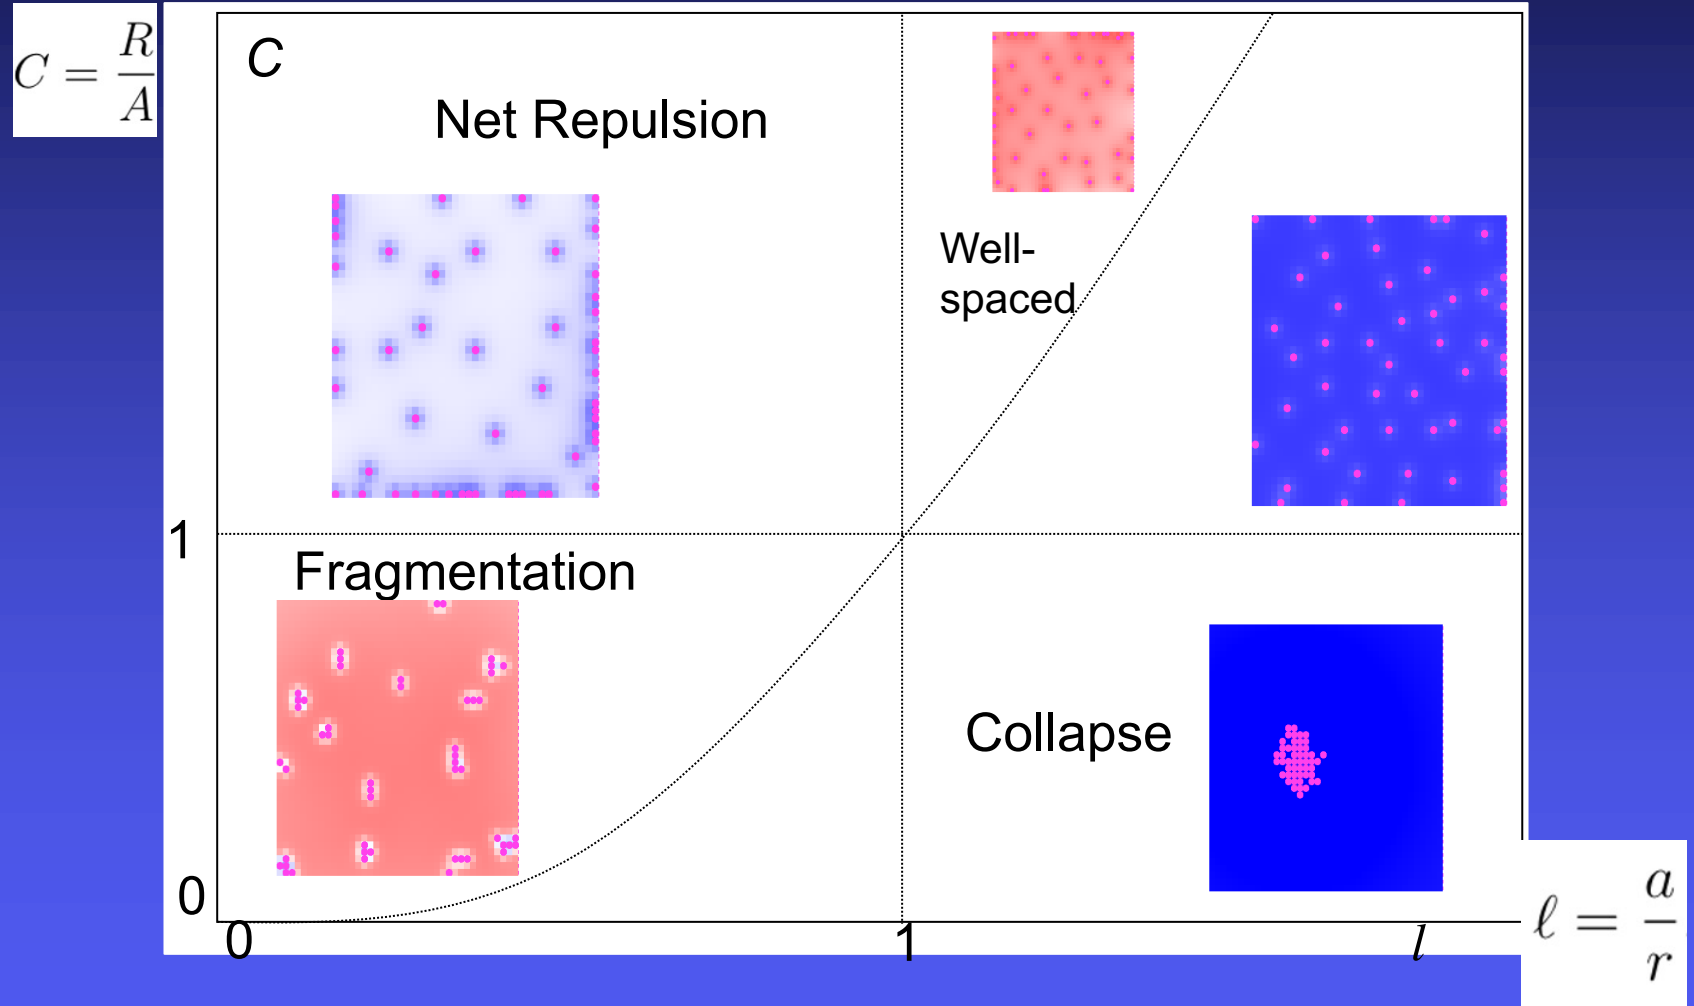 C = R/A
C
Net Repulsion
Well-
spaced
1
Fragmentation
Collapse
0
0
1
l
ℓ = a/r